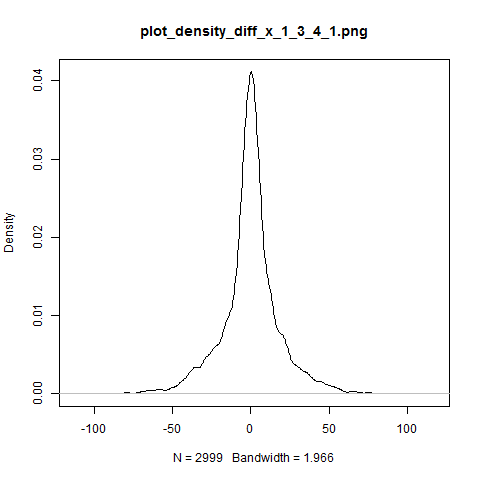 plot_density_diff_x_1_3_4_1.png
Density
0.04
0.03
0.02
0.01
0.00
-100 -50 0 50 100
N = 2999 Bandwidth = 1.966